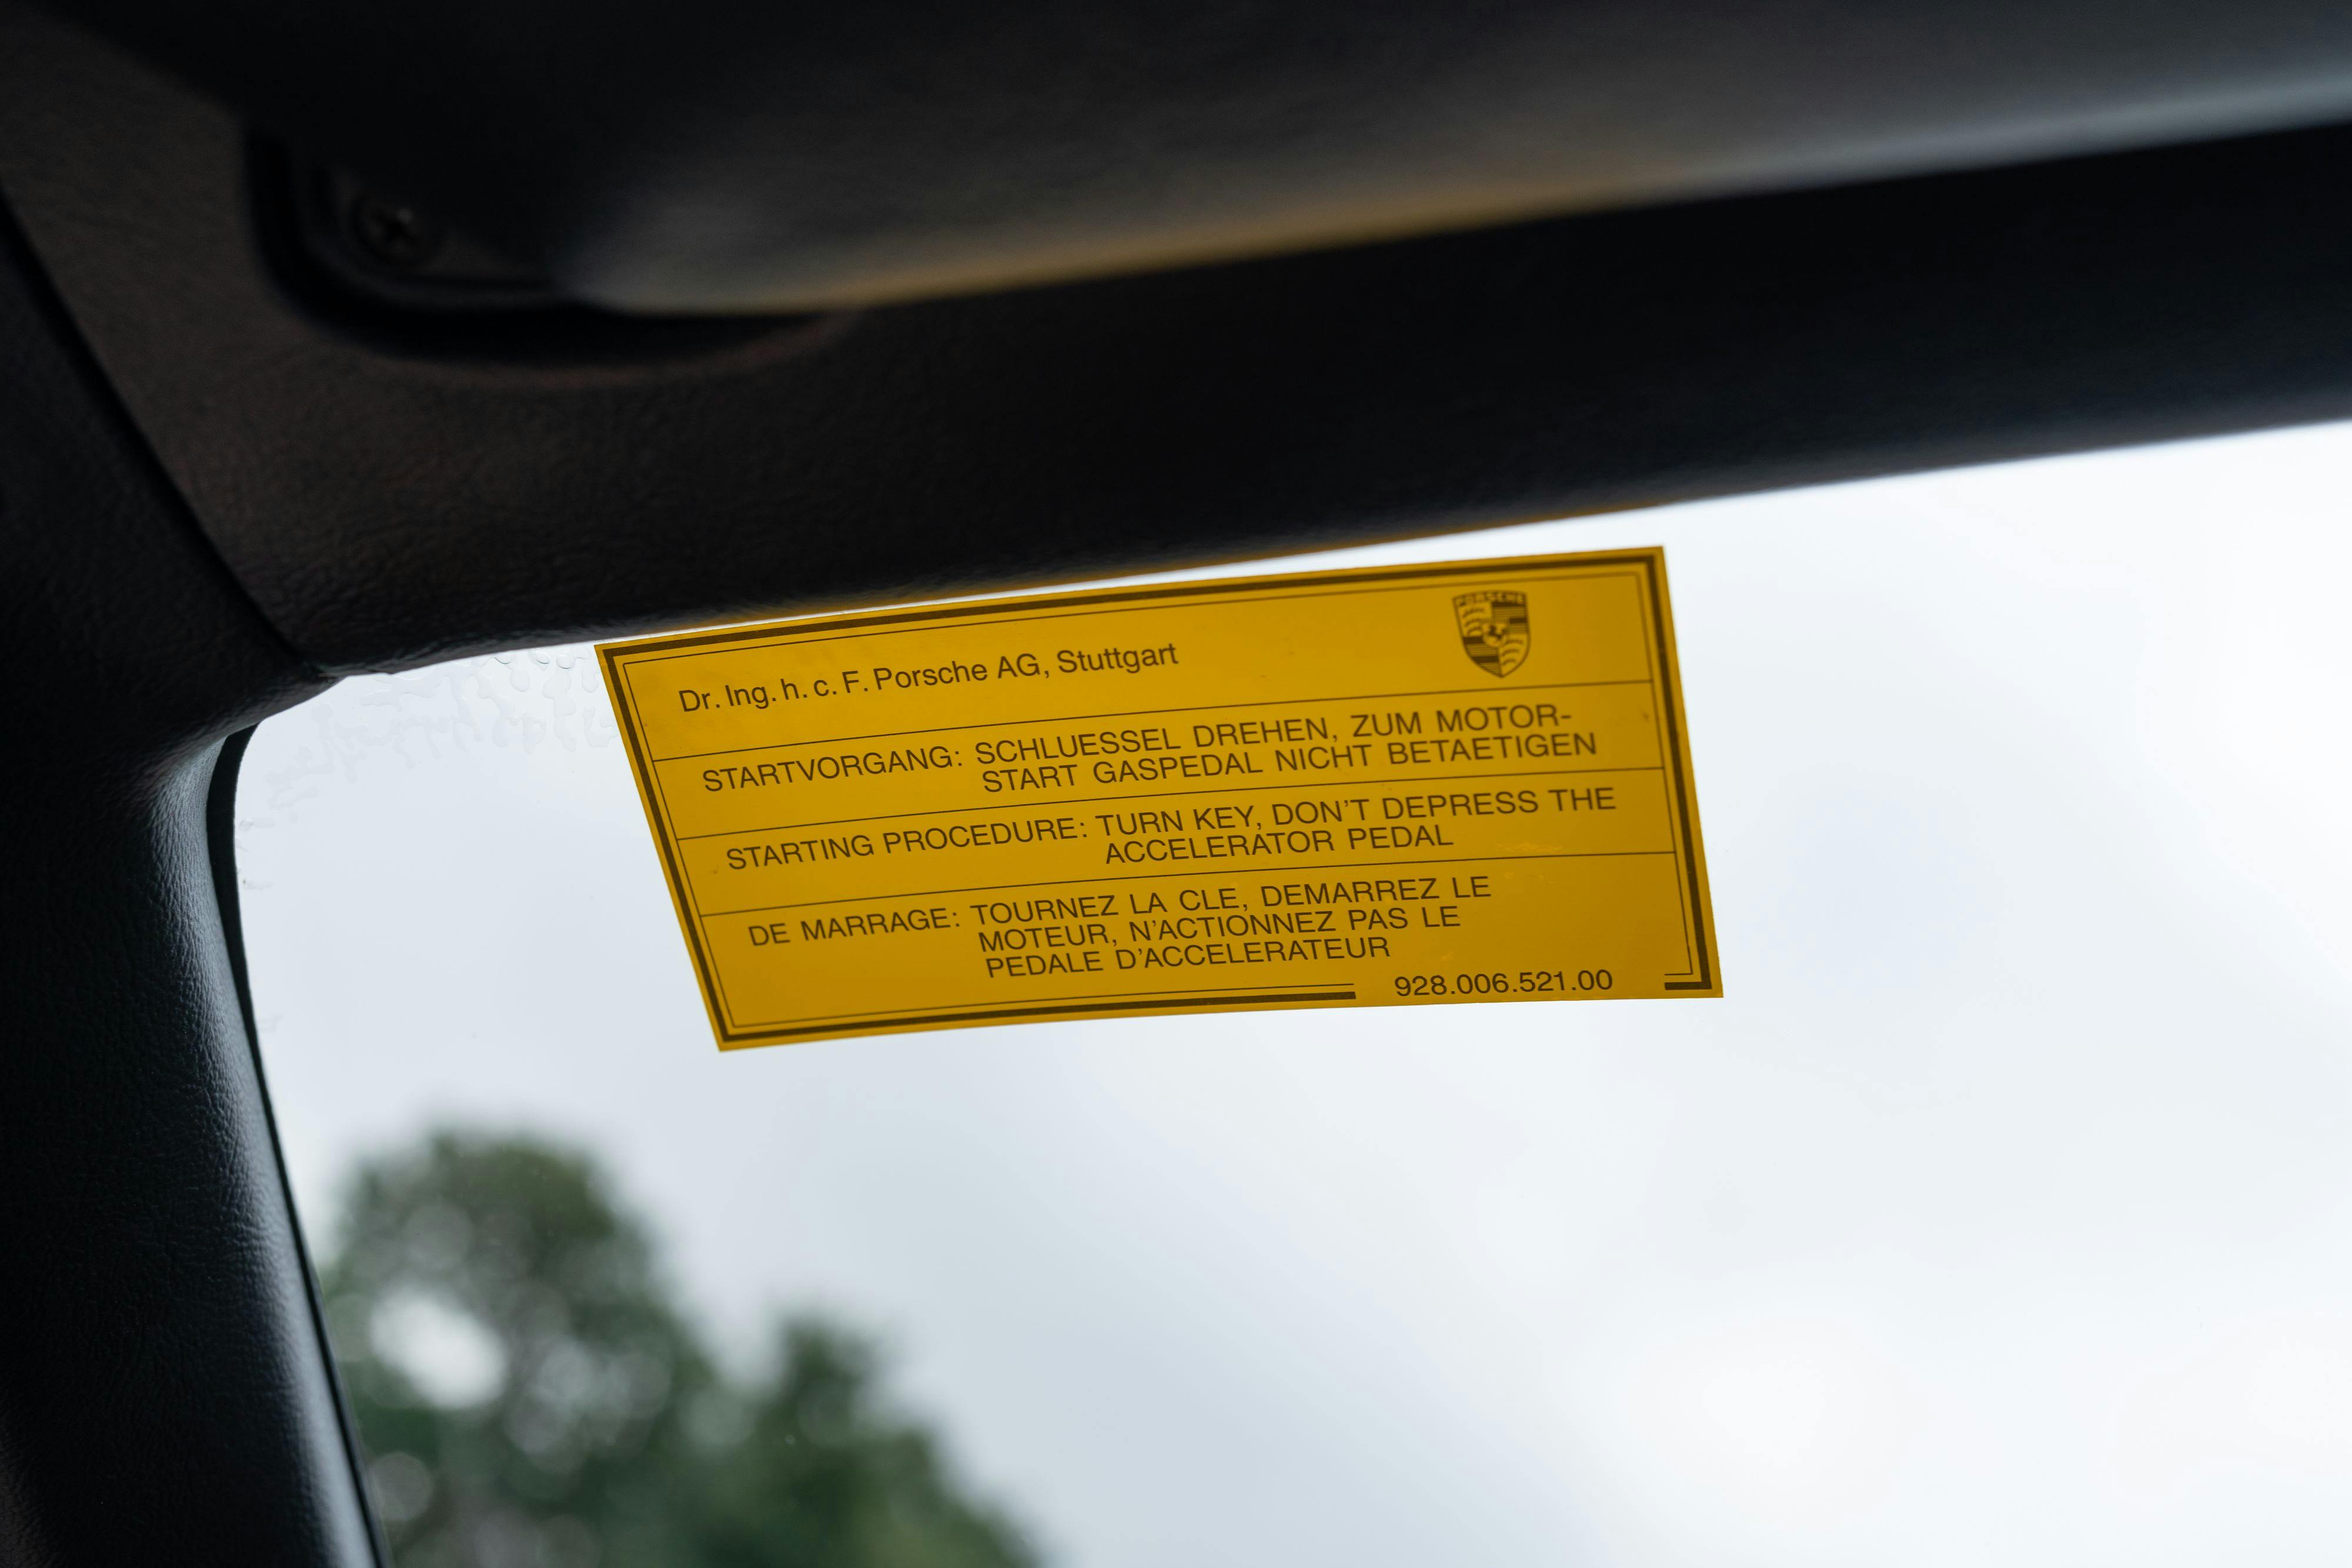 PORSCHE
Dr. Ing. h. c. F. Porsche AG, Stuttgart
STARTVORGANG: SCHLUESSEL DREHEN, ZUM MOTOR-
START GASPEDAL NICHT BETAETIGEN
STARTING PROCEDURE: TURN KEY, DON'T DEPRESS THE
ACCELERATOR PEDAL
DE MARRAGE: TOURNEZ LA CLE, DEMARREZ LE
MOTEUR, N'ACTIONNEZ PAS LE
PEDALE D'ACCELERATEUR
928.006.521.00